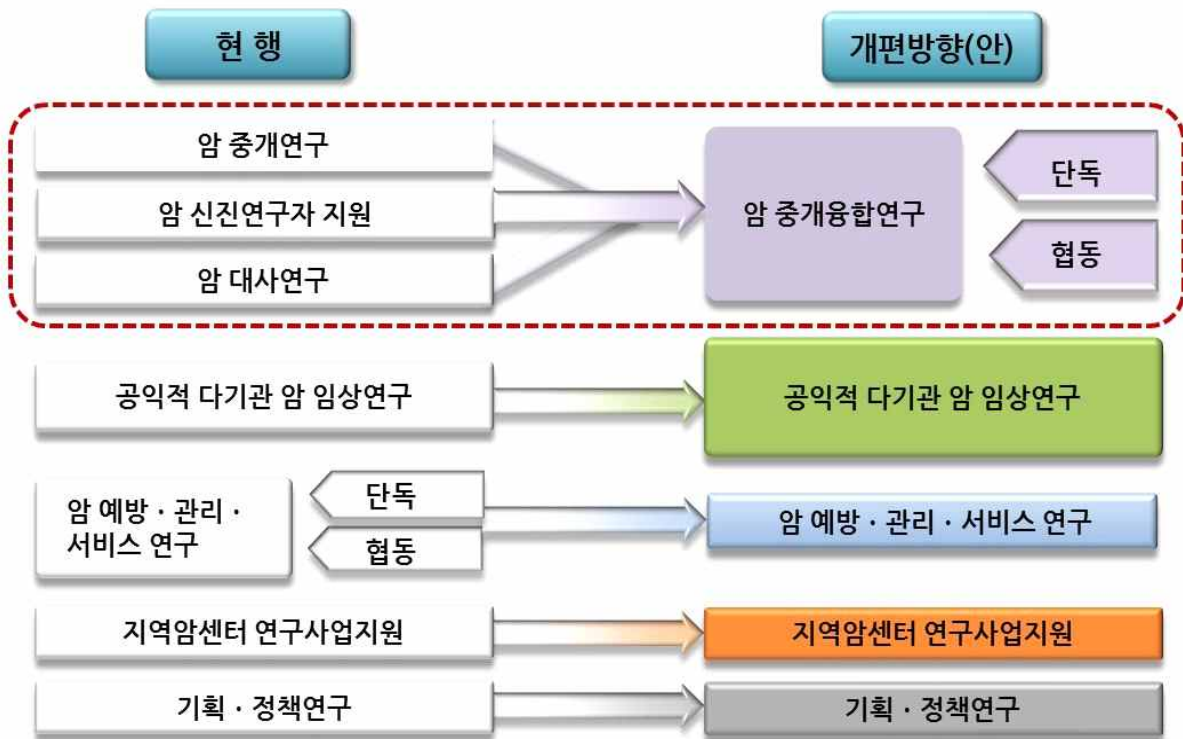 현 행
개편방향(안)
암 중개연구
암 신진연구자 지원
암 대사연구
암 중개융합연구
단독
협동
공익적 다기관 암 임상연구
공익적 다기관 암 임상연구
암 예방 · 관리 ·
서비스 연구
단독
협동
암 예방 · 관리 · 서비스 연구
지역암센터 연구사업지원
지역암센터 연구사업지원
기획 · 정책연구
기획 · 정책연구